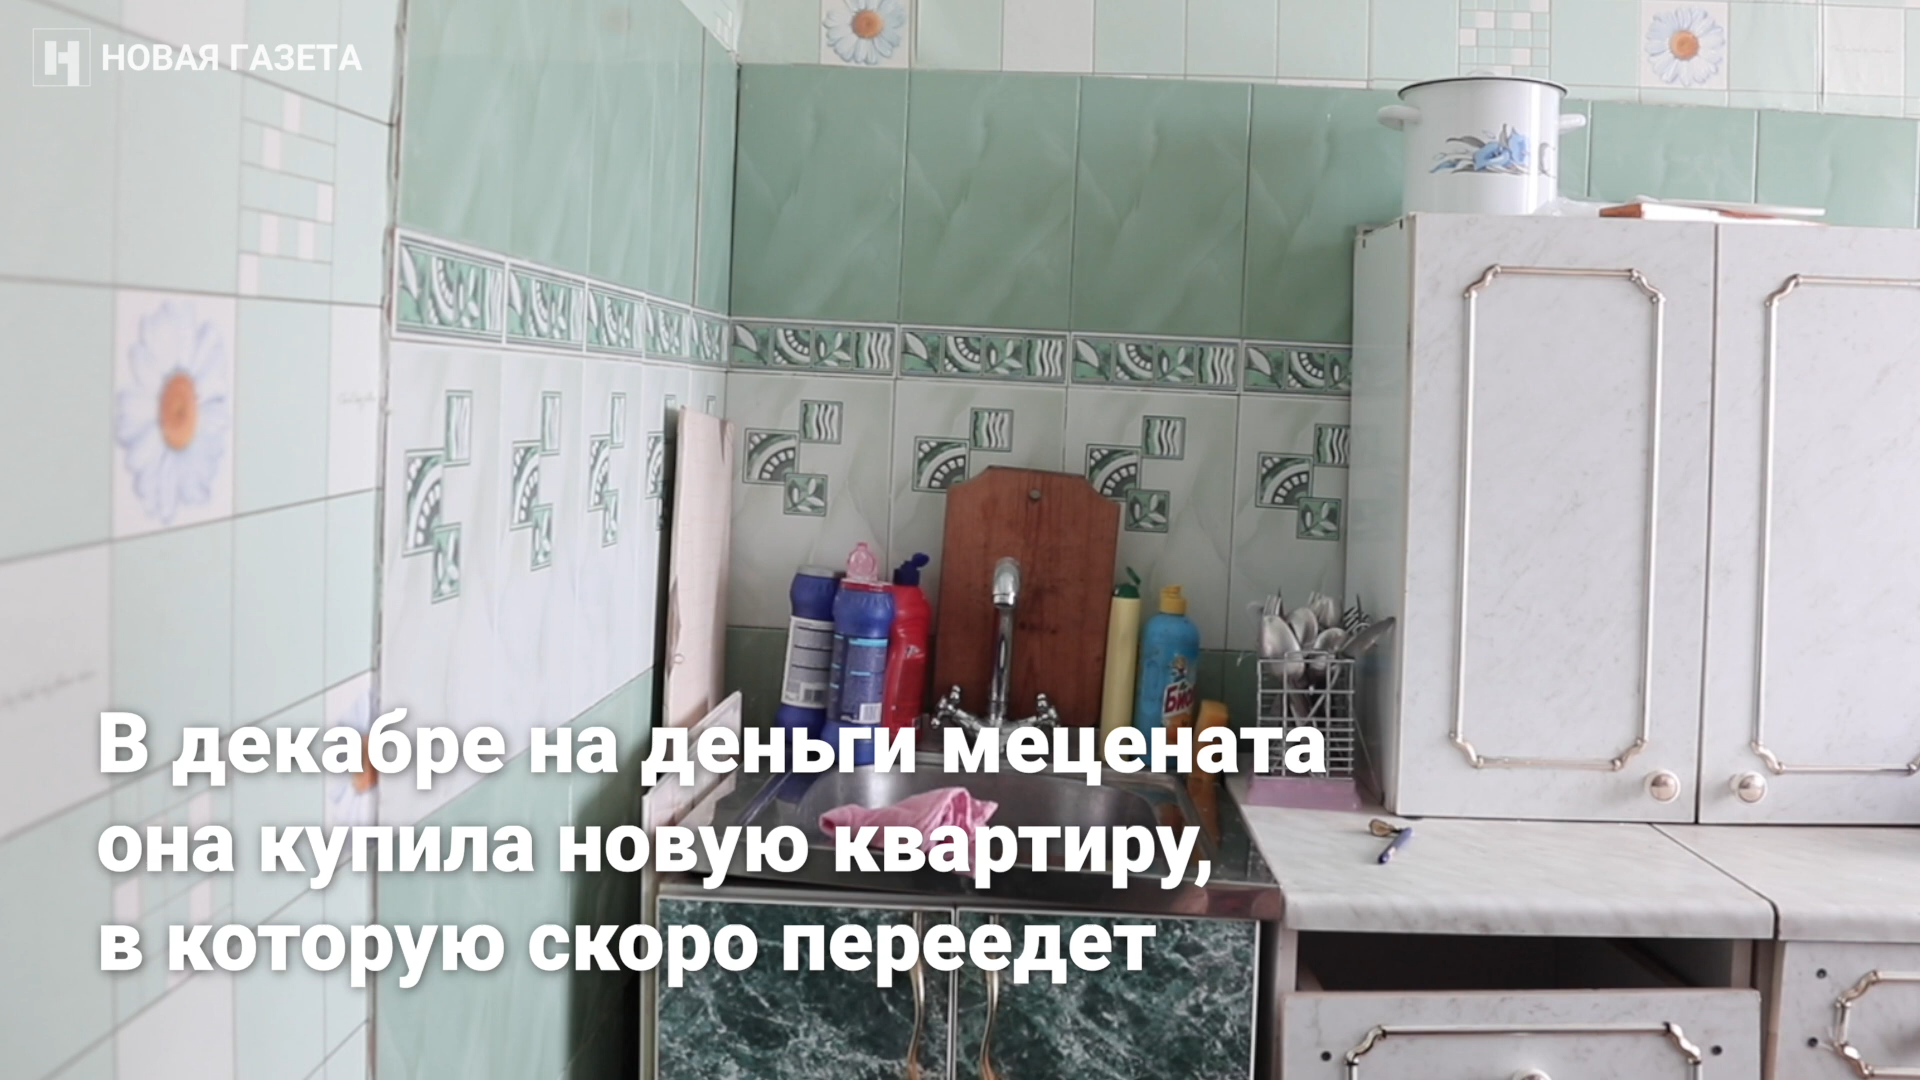 НОВАЯ ГАЗЕТА
В декабре на деньги мецената
она купила новую квартиру,
в которую скоро переедет